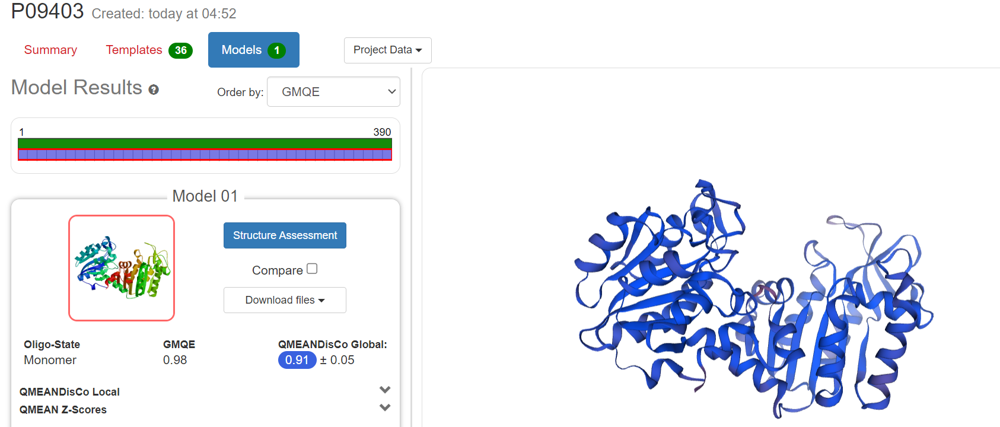 P09403 Created: today at 04:52
Summary Templates 36 Models 1 Project Data
Model Results
Order by: GMQE
1 390
Model 01
Structure Assessment
Compare
Download files
Oligo-State GMQE QMEANDisCo Global:
Monomer 0.98 0.91 ± 0.05
QMEANDisCo Local
QMEAN Z-Scores